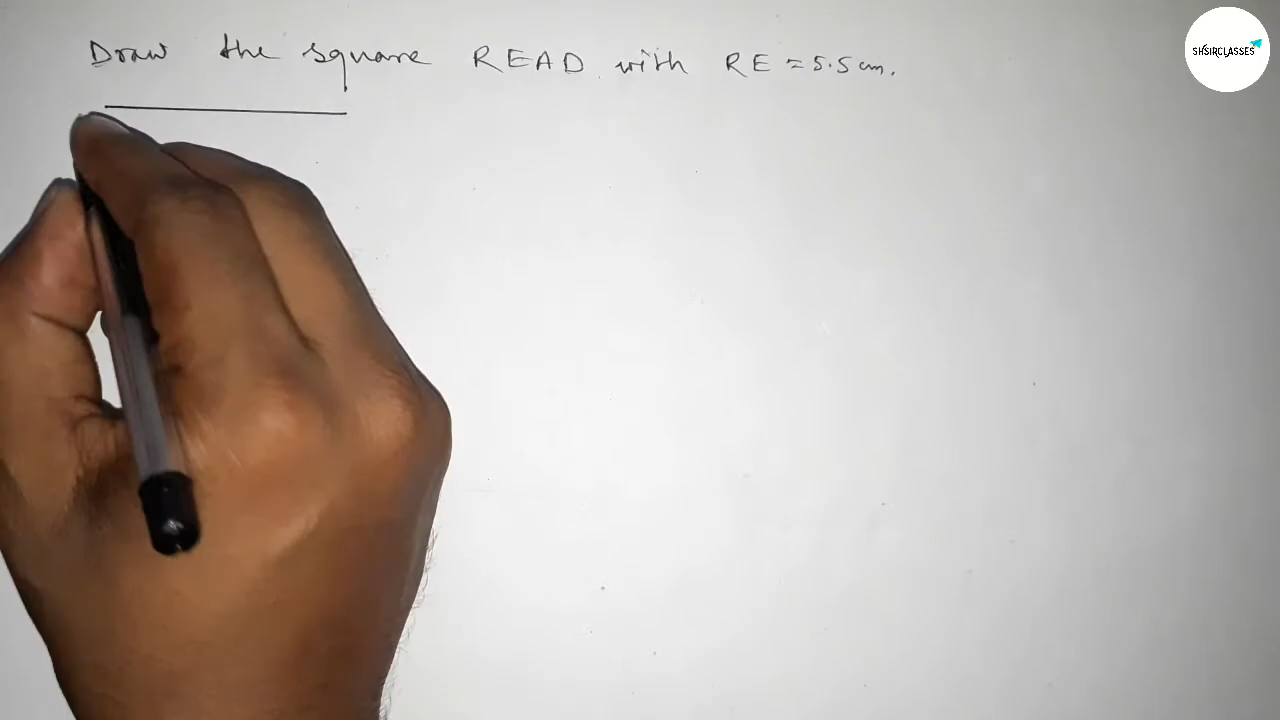 Draw the square READ with RE = 5.5 cm.
SHSIRCLASSES